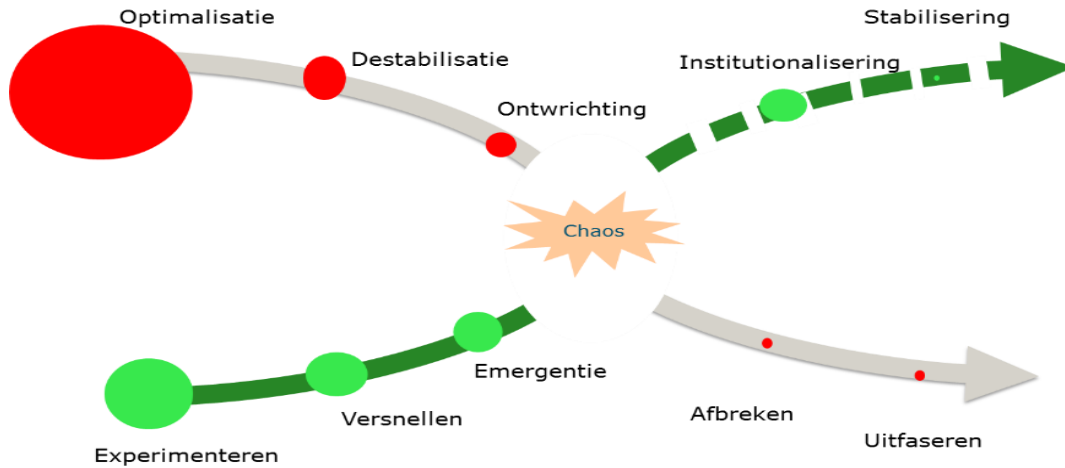 Optimalisatie
Stabilisering
Destabilisatie
Institutionalisering
Ontwrichting
Chaos
Emergentie
Versnellen
Afbreken
Experimenteren
Uitfaseren